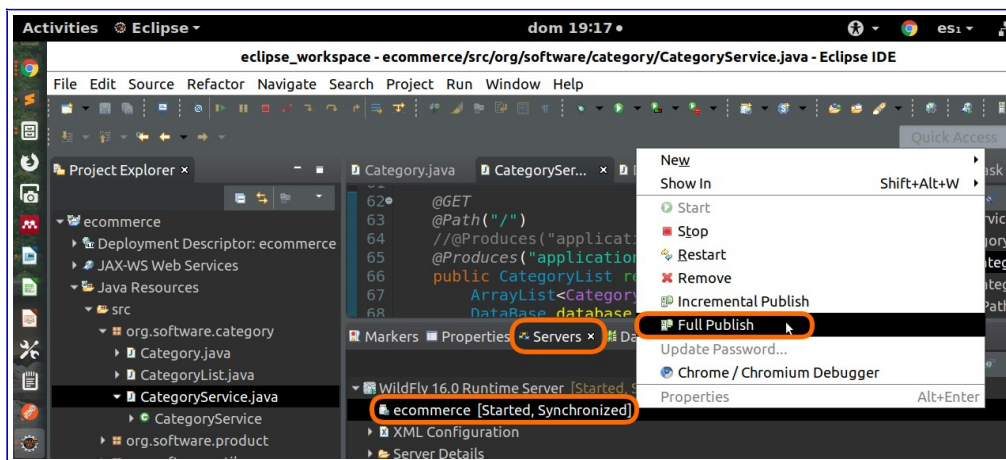 Activities Eclipse dom 19:17 es1
eclipse_workspace - ecommerce/src/org/software/category/CategoryService.java - Eclipse IDE
File Edit Source Refactor Navigate Search Project Run Window Help
Quick Access
Project Explorer
ecommerce
Deployment Descriptor: ecommerce
JAX-WS Web Services
Java Resources
src
org.software.category
Category.java
CategoryList.java
CategoryService.java
CategoryService
org.software.product
Category.java CategorySer...
62 @GET
63 @Path("/")
64 //@Produces("applicati
65 @Produces("application
66 public CategoryList re
67 ArrayList<Category
68 DataBase database
Markers Properties Servers Da
WildFly 16.0 Runtime Server [Started, S
ecommerce [Started, Synchronized]
XML Configuration
Server Details
New
Show In Shift+Alt+W
Start
Stop
Restart
Remove
Incremental Publish
Full Publish
Update Password...
Chrome / Chromium Debugger
Properties Alt+Enter